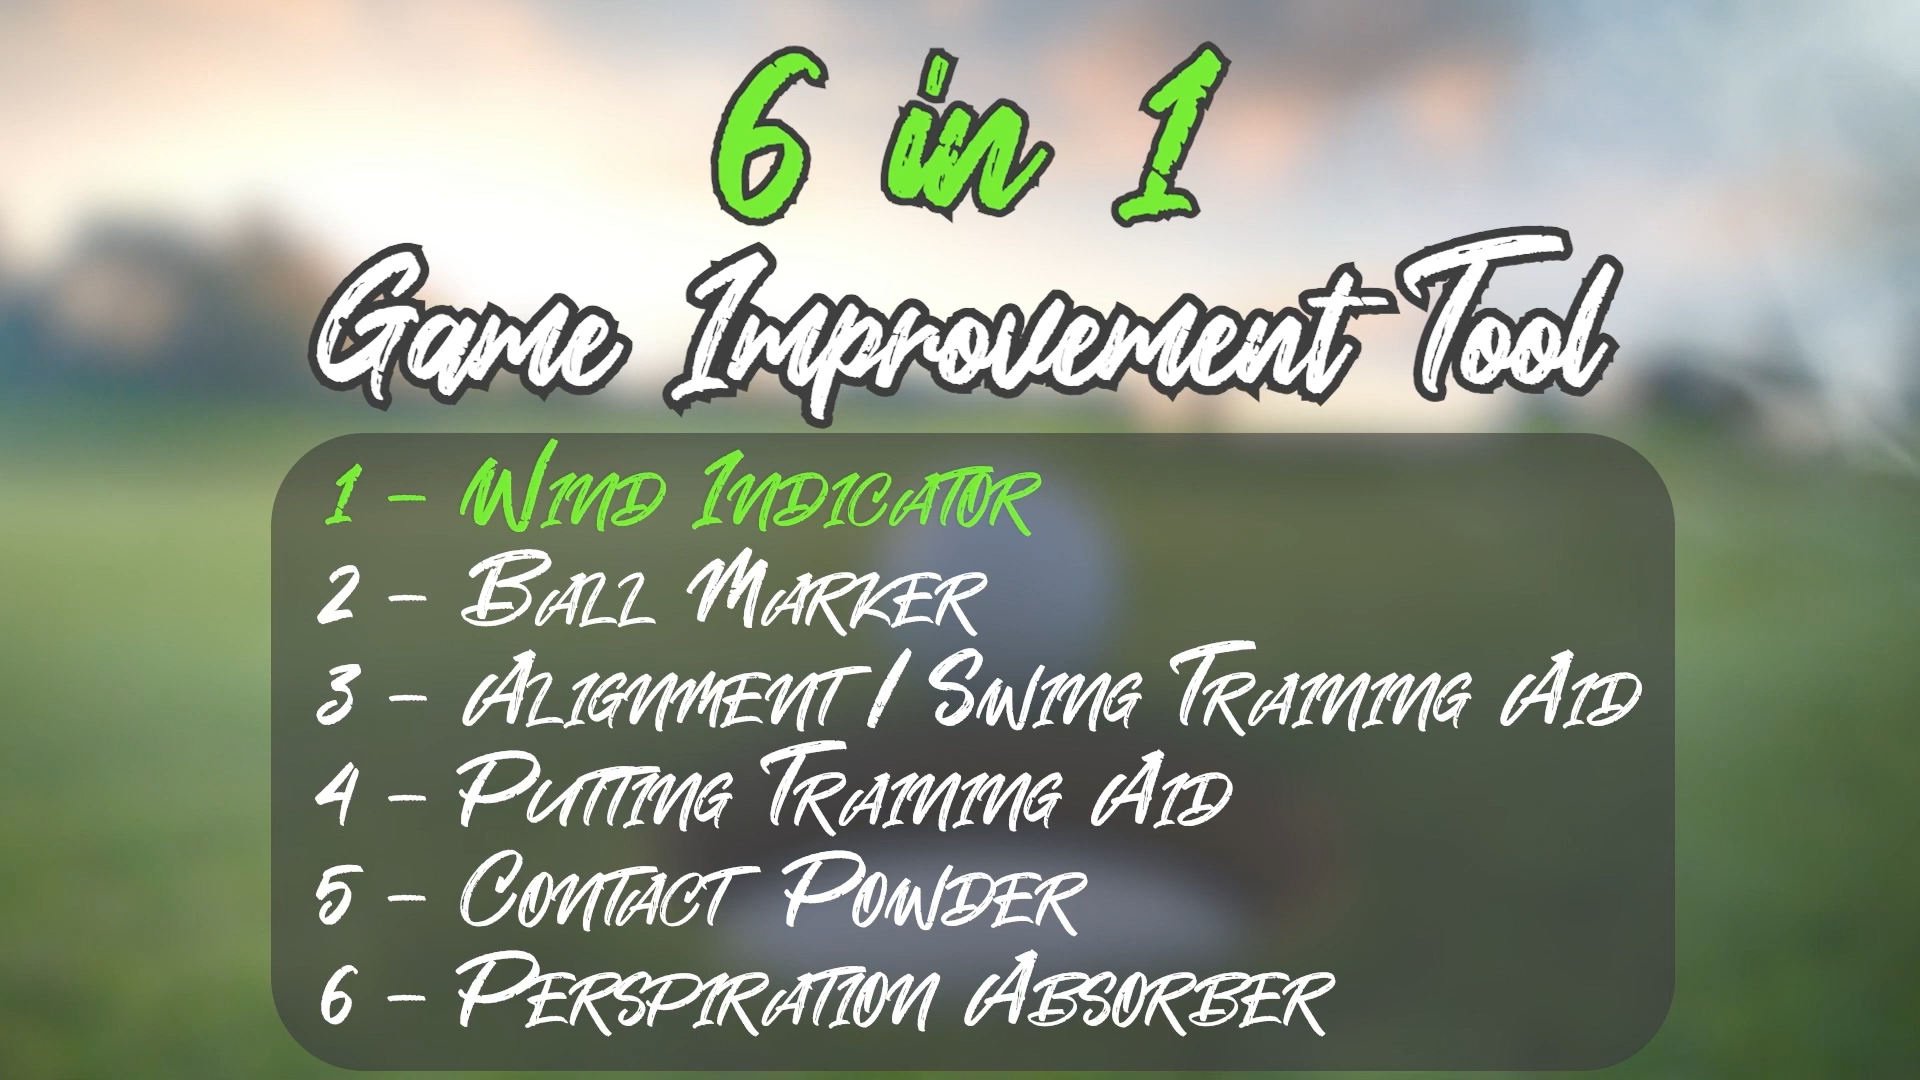 6 in 1
Game Improvement Tool
1 - Wind Indicator
2 - Ball Marker
3 - Alignment / Swing Training Aid
4 - Putting Training Aid
5 - Contact Powder
6 - Perspiration Absorber